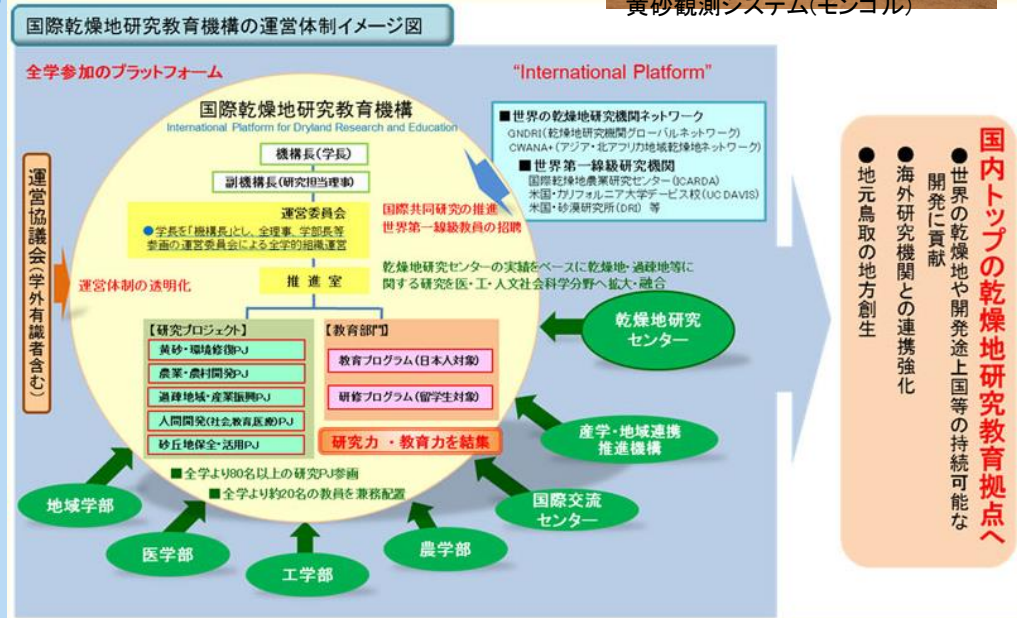 黄砂観測システム(モンゴル)
国際乾燥地研究教育機構の運営体制イメージ図
全学参加のプラットフォーム
“International Platform”
国際乾燥地研究教育機構
International Platform for Dryland Research and Education
機構長(学長)
副機構長(研究担当理事)
運営委員会
●学長を「機構長」とし、全理事、学部長等
参画の運営委員会による全学的組織運営
推進室
国際共同研究の推進
世界第一線級教員の招聘
■世界の乾燥地研究機関ネットワーク
GNDRI(乾燥地研究機関グローバルネットワーク)
CWANA+(アジア・北アフリカ地域乾燥地ネットワーク)
■世界第一線級研究機関
国際乾燥地農業研究センター(ICARDA)
米国・カリフォルニア大学デービス校(UC DAVIS)
米国・砂漠研究所(DRI) 等
運営協議会(学外有識者含む)
運営体制の透明化
乾燥地研究センターの実績をベースに乾燥地・過疎地等に
関する研究を医・工・人文社会科学分野へ拡大・融合
【研究プロジェクト】
黄砂・環境修復PJ
農業・農村開発PJ
過疎地域・産業振興PJ
人間開発(社会教育医療)PJ
砂丘地保全・活用PJ
【教育部門】
教育プログラム(日本人対象)
研修プログラム(留学生対象)
研究力・教育力を結集
■全学より80名以上の研究PJ参画
■全学より約20名の教員を兼務配置
地域学部
医学部
工学部
農学部
国際交流
センター
産学・地域連携
推進機構
乾燥地研究
センター
国内トップの乾燥地研究教育拠点へ
●世界の乾燥地や開発途上国等の持続可能な
開発に貢献
●海外研究機関との連携強化
●地元鳥取の地方創生